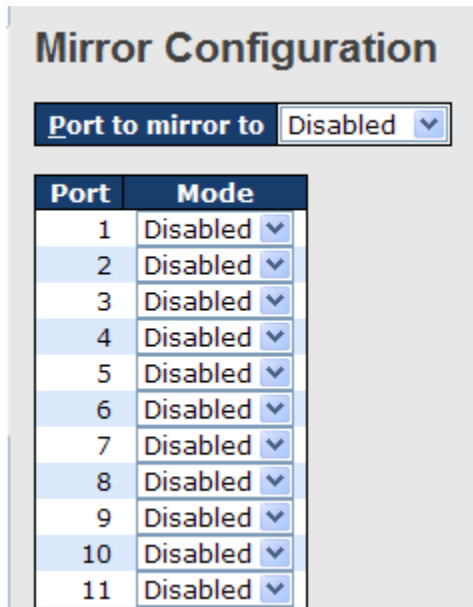 Mirror Configuration
Port to mirror to Disabled
Port Mode
1 Disabled
2 Disabled
3 Disabled
4 Disabled
5 Disabled
6 Disabled
7 Disabled
8 Disabled
9 Disabled
10 Disabled
11 Disabled